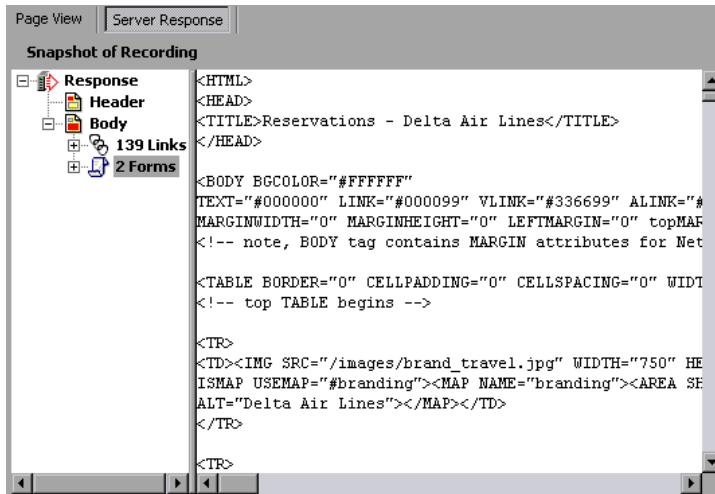 Page View Server Response
Snapshot of Recording
Response
Header
Body
139 Links
2 Forms
<HTML>
<HEAD>
<TITLE>Reservations - Delta Air Lines</TITLE>
</HEAD>
<BODY BGCOLOR="#FFFFFF"
TEXT="#000000" LINK="#000099" VLINK="#336699" ALINK="#
MARGINWIDTH="0" MARGINHEIGHT="0" LEFTMARGIN="0" topMAR
<!-- note, BODY tag contains MARGIN attributes for Net
<TABLE BORDER="0" CELLPADDING="0" CELLSPACING="0" WIDT
<!-- top TABLE begins -->
<TR>
<TD><IMG SRC="/images/brand_travel.jpg" WIDTH="750" HE
ISMAP USEMAP="#branding"><MAP NAME="branding"><AREA SH
ALT="Delta Air Lines"></MAP></TD>
</TR>
<TR>